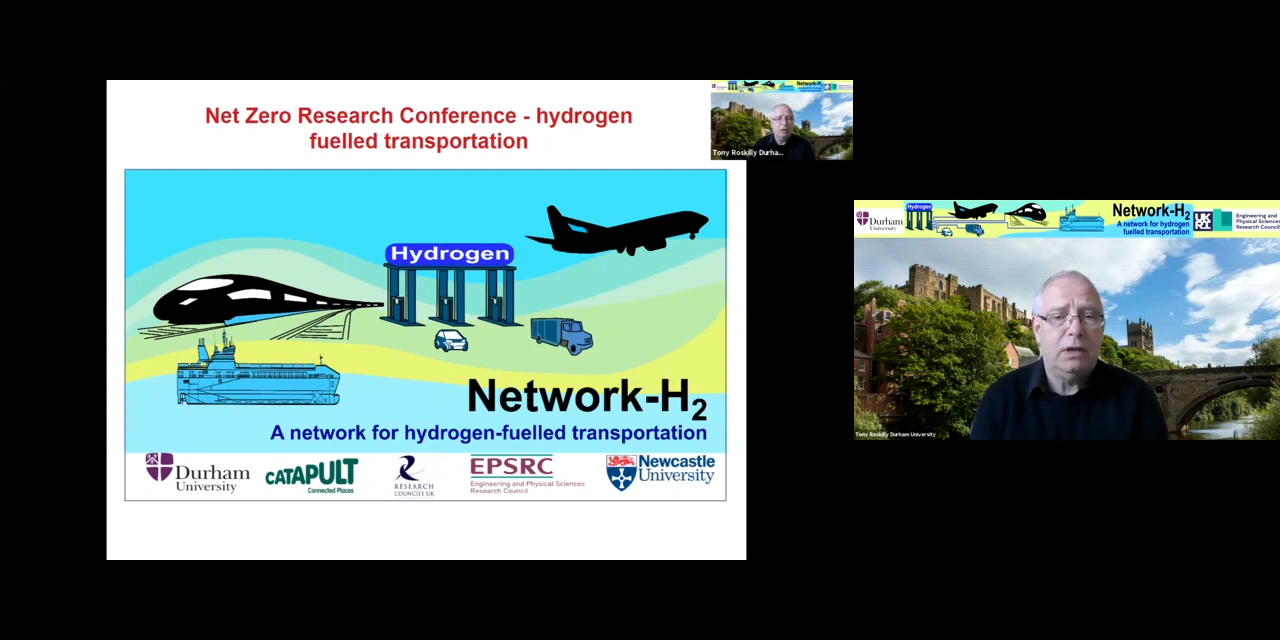 Net Zero Research Conference - hydrogen
fuelled transportation
Hydrogen
Network-H2
A network for hydrogen-fuelled transportation
Durham
University
CATAPULT
Connected Places
RESEARCH
COUNCILS UK
EPSRC
Engineering and Physical Sciences
Research Council
Newcastle
University
Network-H
Tony Roskilly Durha...
Durham
University
Hydrogen
Network-H2
A network for hydrogen
fuelled transportation
UKRI
Engineering and
Physical Sciences
Research Council
Tony Roskilly Durham University